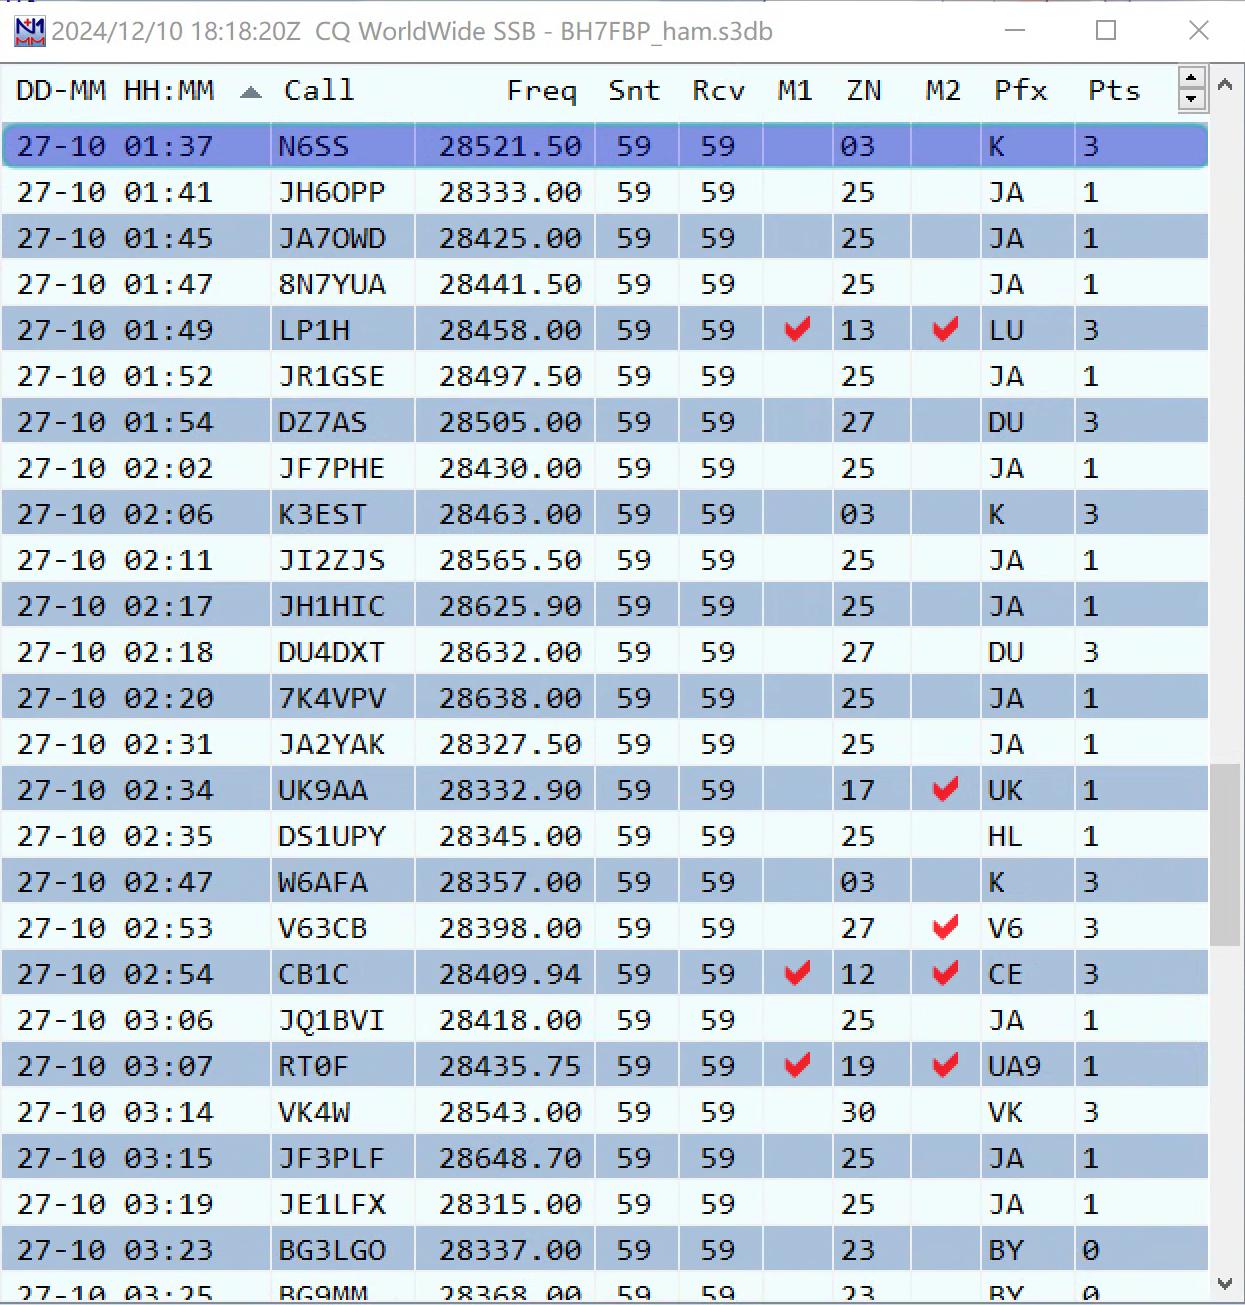 2024/12/10 18:18:20Z CQ WorldWide SSB - BH7FBP_ham.s3db
DD-MM HH:MM Call Freq Snt Rcv M1 ZN M2 Pfx Pts
27-10 01:37 N6SS 28521.50 59 59 03 K 3
27-10 01:41 JH6OPP 28333.00 59 59 25 JA 1
27-10 01:45 JA7OWD 28425.00 59 59 25 JA 1
27-10 01:47 8N7YUA 28441.50 59 59 25 JA 1
27-10 01:49 LP1H 28458.00 59 59 13 LU 3
27-10 01:52 JR1GSE 28497.50 59 59 25 JA 1
27-10 01:54 DZ7AS 28505.00 59 59 27 DU 3
27-10 02:02 JF7PHE 28430.00 59 59 25 JA 1
27-10 02:06 K3EST 28463.00 59 59 03 K 3
27-10 02:11 JI2ZJS 28565.50 59 59 25 JA 1
27-10 02:17 JH1HIC 28625.90 59 59 25 JA 1
27-10 02:18 DU4DXT 28632.00 59 59 27 DU 3
27-10 02:20 7K4VPV 28638.00 59 59 25 JA 1
27-10 02:31 JA2YAK 28327.50 59 59 25 JA 1
27-10 02:34 UK9AA 28332.90 59 59 17 UK 1
27-10 02:35 DS1UPY 28345.00 59 59 25 HL 1
27-10 02:47 W6AFA 28357.00 59 59 03 K 3
27-10 02:53 V63CB 28398.00 59 59 27 V6 3
27-10 02:54 CB1C 28409.94 59 59 12 CE 3
27-10 03:06 JQ1BVI 28418.00 59 59 25 JA 1
27-10 03:07 RT0F 28435.75 59 59 19 UA9 1
27-10 03:14 VK4W 28543.00 59 59 30 VK 3
27-10 03:15 JF3PLF 28648.70 59 59 25 JA 1
27-10 03:19 JE1LFX 28315.00 59 59 25 JA 1
27-10 03:23 BG3LGO 28337.00 59 59 23 BY 0
27-10 03:25 BG9MM 28368.00 59 59 23 BY 0